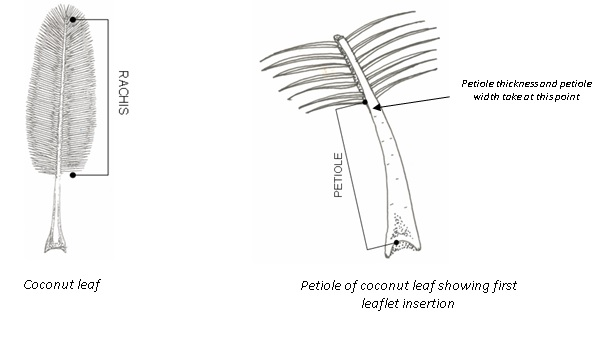 RACHIS
Coconut leaf
PETIOLE
Petiole thickness and petiole
width take at this point
Petiole of coconut leaf showing first
leaflet insertion